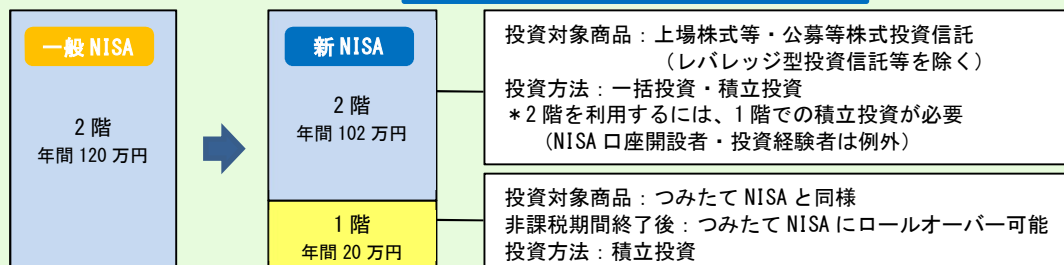 一般 NISA
2 階
年間 120 万円
新 NISA
2 階
年間 102 万円
1 階
年間 20 万円
投資対象商品：上場株式等・公募等株式投資信託
（レバレッジ型投資信託等を除く）
投資方法：一括投資・積立投資
＊2 階を利用するには、1 階での積立投資が必要
（NISA 口座開設者・投資経験者は例外）
投資対象商品：つみたて NISA と同様
非課税期間終了後：つみたて NISA にロールオーバー可能
投資方法：積立投資